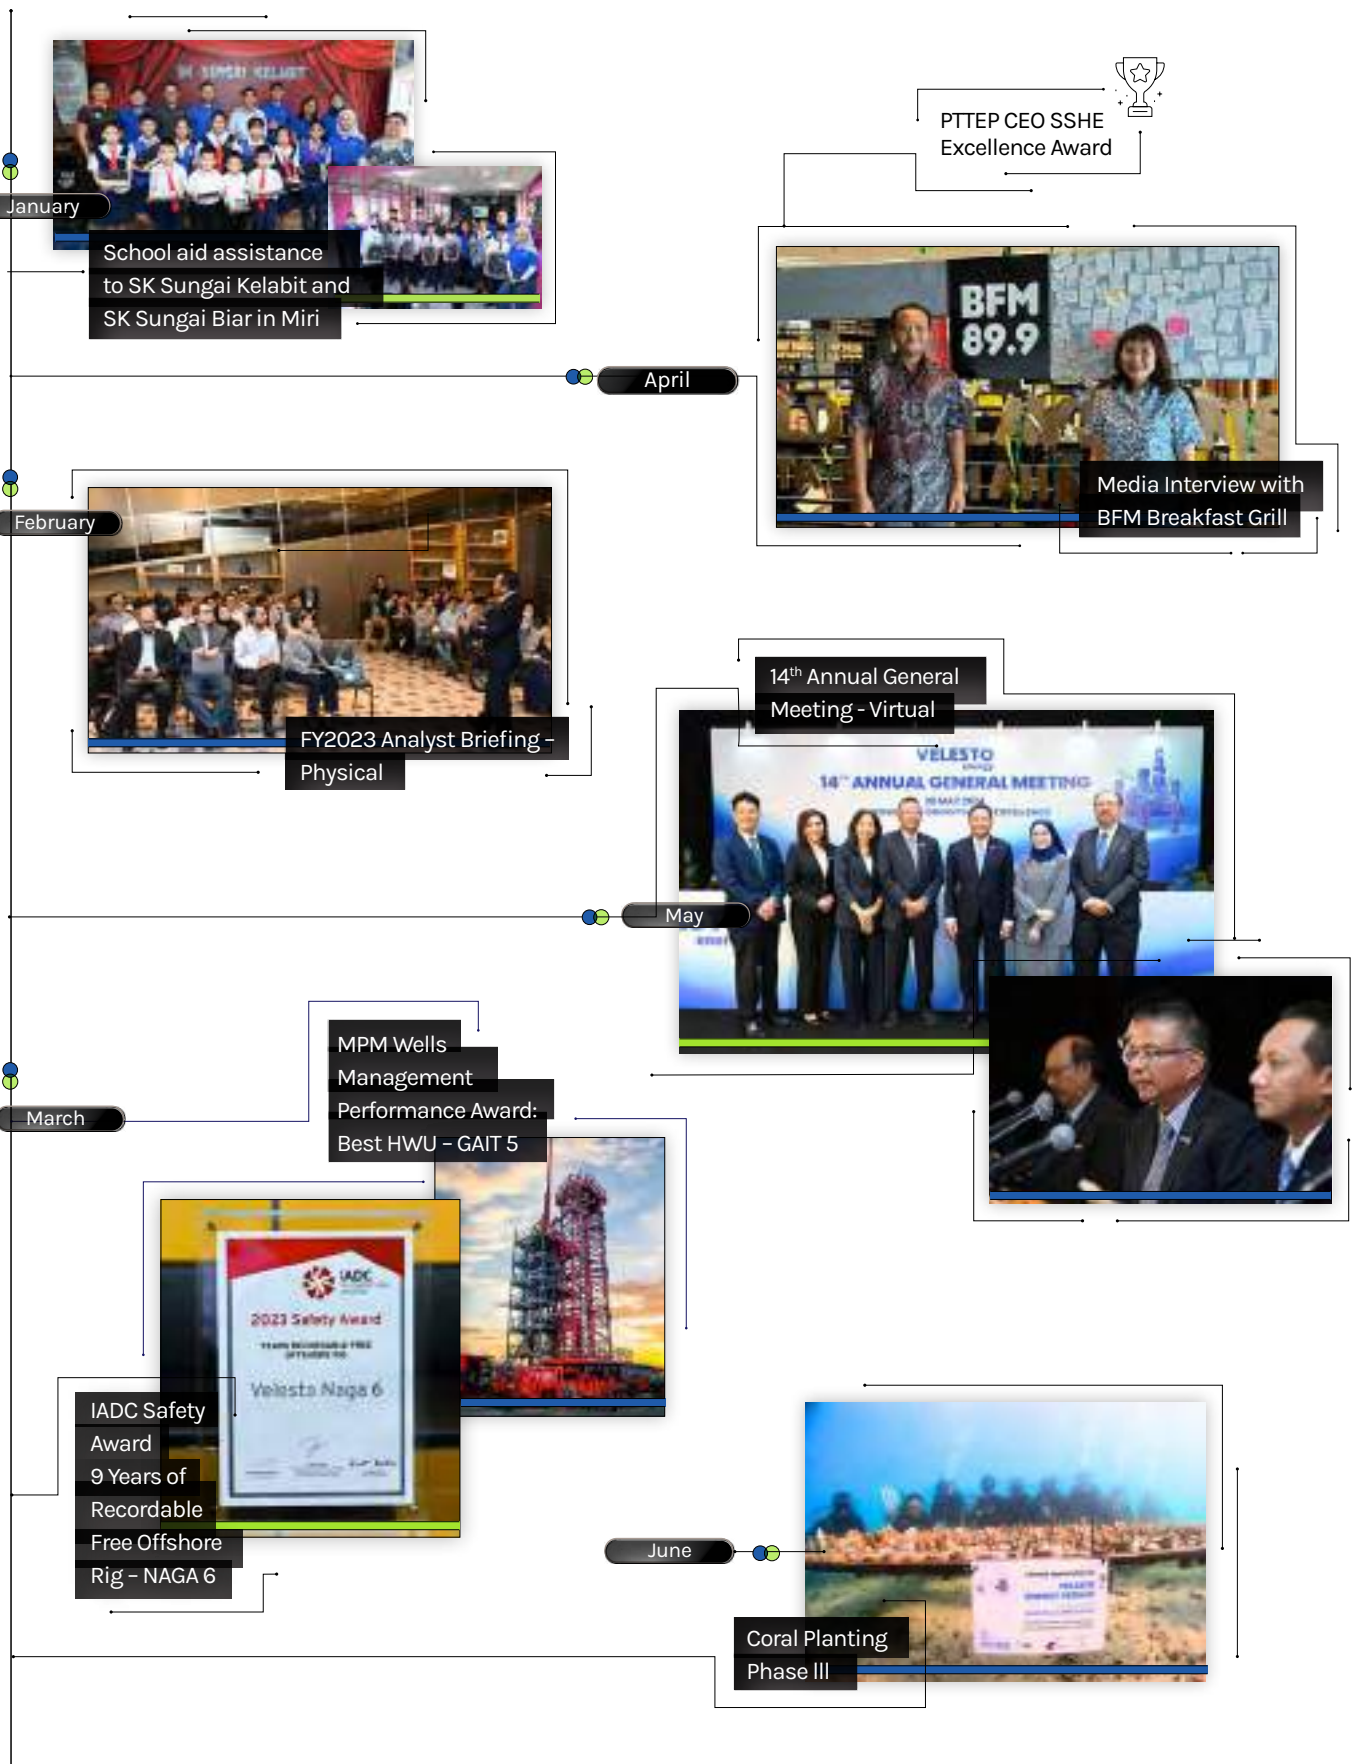 SK SUNGAI KELABIT
January
School aid assistance
to SK Sungai Kelabit and
SK Sungai Biar in Miri
PTTEP CEO SSHE
Excellence Award
BFM
89.9
April
Media Interview with
BFM Breakfast Grill
February
FY2023 Analyst Briefing –
Physical
14th Annual General
Meeting - Virtual
VELESTO
14TH ANNUAL GENERAL MEETING
May
MPM Wells
Management
Performance Award:
Best HWU – GAIT 5
March
IADC
2023 Safety Award
Velesto Naga 6
IADC Safety
Award
9 Years of
Recordable
Free Offshore
Rig – NAGA 6
June
Coral Planting
Phase lll